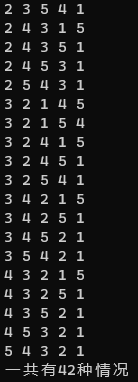 2 3 5 4 1
2 4 3 1 5
2 4 3 5 1
2 4 5 3 1
2 5 4 3 1
3 2 1 4 5
3 2 1 5 4
3 2 4 1 5
3 2 4 5 1
3 2 5 4 1
3 4 2 1 5
3 4 2 5 1
3 4 5 2 1
3 5 4 2 1
4 3 2 1 5
4 3 2 5 1
4 3 5 2 1
4 5 3 2 1
5 4 3 2 1
一共有42种情况